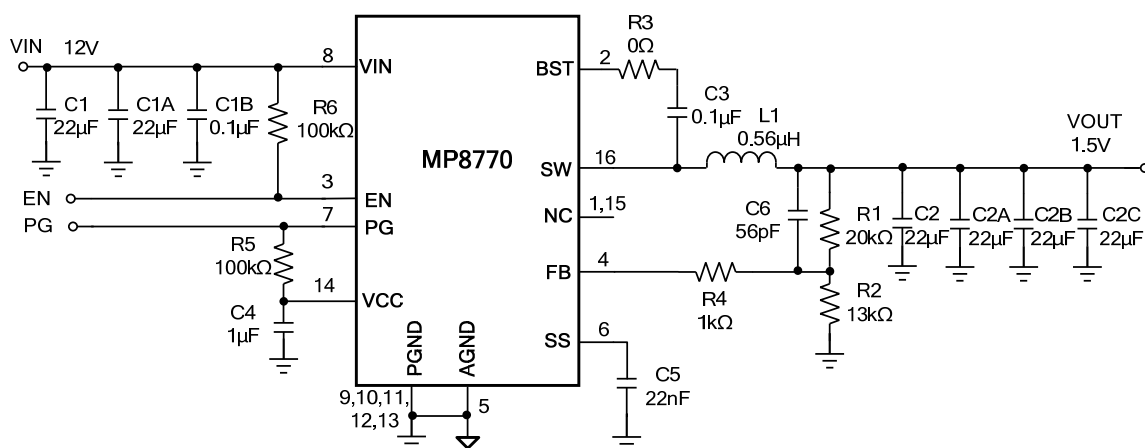 VIN 12V
8
VIN
C1
22µF
C1A
22µF
C1B
0.1µF
R6
100kΩ
EN
3
EN
PG
7
PG
R5
100kΩ
14
VCC
C4
1µF
MP8770
PGND
AGND
9,10,11,
12,13
5
BST
2
R3
0Ω
C3
0.1µF
L1
0.56µH
SW
16
VOUT
1.5V
NC
1,15
C6
56pF
R1
20kΩ
C2
22µF
C2A
22µF
C2B
22µF
C2C
22µF
FB
4
R4
1kΩ
R2
13kΩ
SS
6
C5
22nF